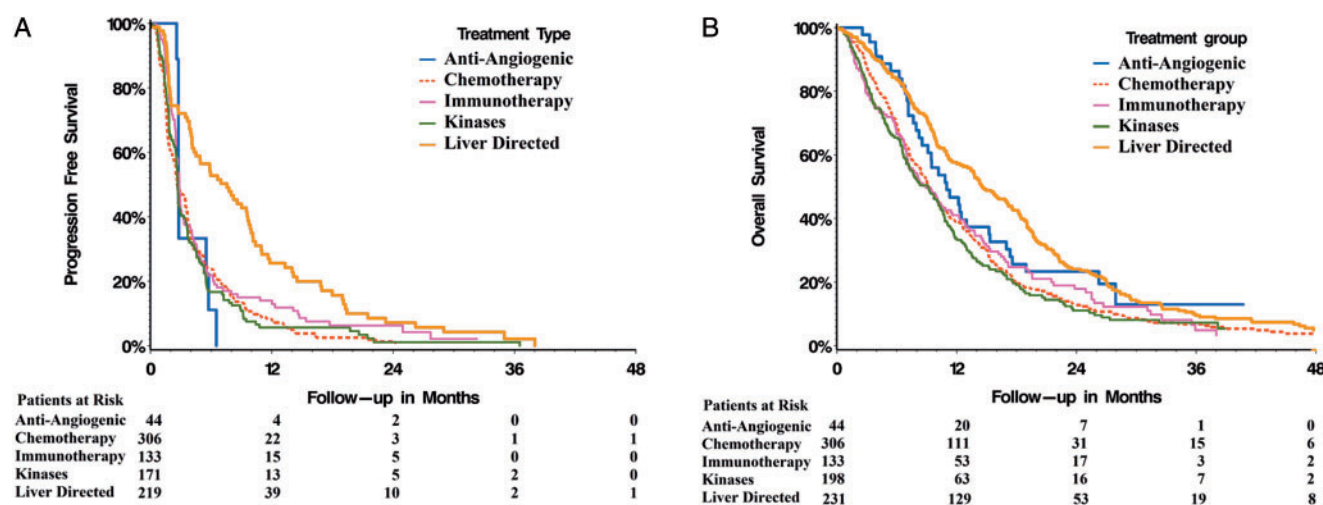 A
Progression Free Survival
100%
80%
60%
40%
20%
0%
Treatment Type
Anti-Angiogenic
Chemotherapy
Immunotherapy
Kinases
Liver Directed
0 12 24 36 48
Follow-up in Months
Patients at Risk
Anti-Angiogenic 44 4 2 0 0
Chemotherapy 306 22 3 1 1
Immunotherapy 133 15 5 0 0
Kinases 171 13 5 2 0
Liver Directed 219 39 10 2 1
B
Overall Survival
100%
80%
60%
40%
20%
0%
Treatment group
Anti-Angiogenic
Chemotherapy
Immunotherapy
Kinases
Liver Directed
0 12 24 36 48
Follow-up in Months
Patients at Risk
Anti-Angiogenic 44 20 7 1 0
Chemotherapy 306 111 31 15 6
Immunotherapy 133 53 17 3 2
Kinases 198 63 16 7 2
Liver Directed 231 129 53 19 8